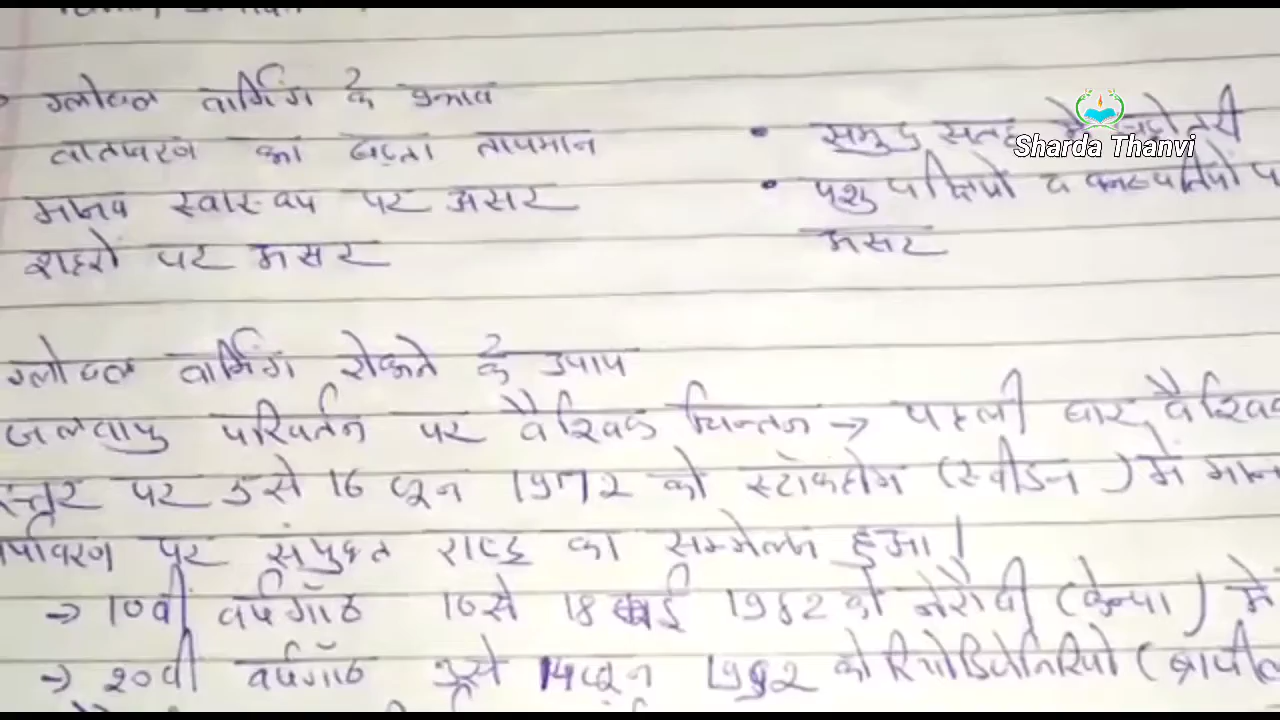 ग्लोबल वार्मिंग के प्रभाव
वातावरण का बढ़ता तापमान
मानव स्वास्थ्य पर असर
शहरों पर असर
• समुद्र सतह में बढ़ोतरी
• पशु पक्षियों व वनस्पतियों प
असर
Sharda Thanvi
ग्लोबल वार्मिंग रोकने के उपाय
जलवायु परिवर्तन पर वैश्विक चिन्तन → पहली बार वैश्विक
स्तर पर 5 से 16 जून 1972 को स्टॉकहोम (स्वीडन) में मान
पर्यावरण पर संयुक्त राष्ट्र का सम्मेलन हुआ।
→ 10वीं वर्षगाँठ 10 से 18 मई 1982 को नैरोबी (केन्या) में
→ 20वीं वर्षगाँठ 3 से 14 जून 1992 को रियोडिजेनिरियो (ब्राजील